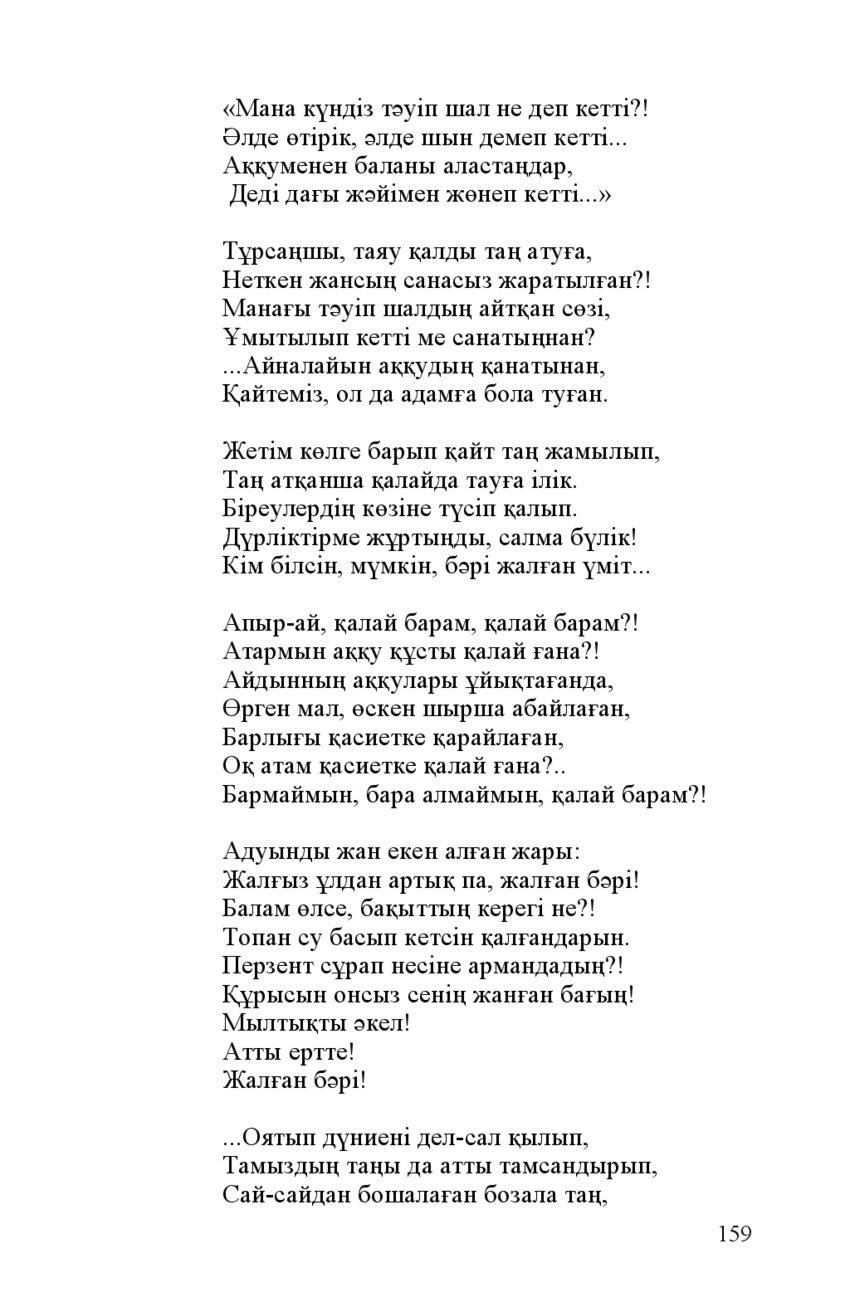 «Мана күндіз тәуіп шал не деп кетті?!
Әлде өтірік, әлде шын демеп кетті...
Аққуменен баланы аластаңдар,
Деді дағы жәйімен жөнеп кетті...»
Тұрсаңшы, таяу қалды таң атуға,
Неткен жансың санасыз жаратылған?!
Манағы тәуіп шалдың айтқан сөзі,
Ұмытылып кетті ме санатыңнан?
...Айналайын аққудың қанатынан,
Қайтеміз, ол да адамға бола туған.
Жетім көлге барып қайт таң жамылып,
Таң атқанша қалайда тауға ілік.
Біреулердің көзіне түсіп қалып.
Дүрліктірме жұртыңды, салма бүлік!
Кім білсін, мүмкін, бәрі жалған үміт...
Апыр-ай, қалай барам, қалай барам?!
Атармын аққу құсты қалай ғана?!
Айдынның аққулары ұйықтағанда,
Өрген мал, өскен шырша абайлаған,
Барлығы қасиетке қарайлаған,
Оқ атам қасиетке қалай ғана?..
Бармаймын, бара алмаймын, қалай барам?!
Адуынды жан екен алған жары:
Жалғыз ұлдан артық па, жалған бәрі!
Балам өлсе, бақыттың керегі не?!
Топан су басып кетсін қалғандарын.
Перзент сұрап несіне армандадың?!
Құрысын онсыз сенің жанған бағың!
Мылтықты әкел!
Атты ертте!
Жалған бәрі!
...Оятып дүниені дел-сал қылып,
Тамыздың таңы да атты тамсандырып,
Сай-сайдан бошалаған бозала таң,
159